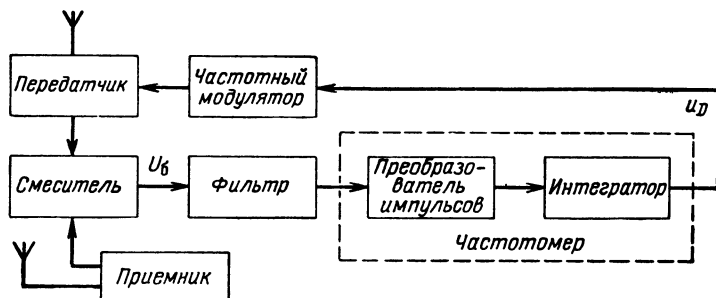 Передатчик
Частотный
модулятор
u_D
Смеситель
U_б
Фильтр
Преобразо-
ватель
импульсов
Интегратор
Частотомер
Приемник